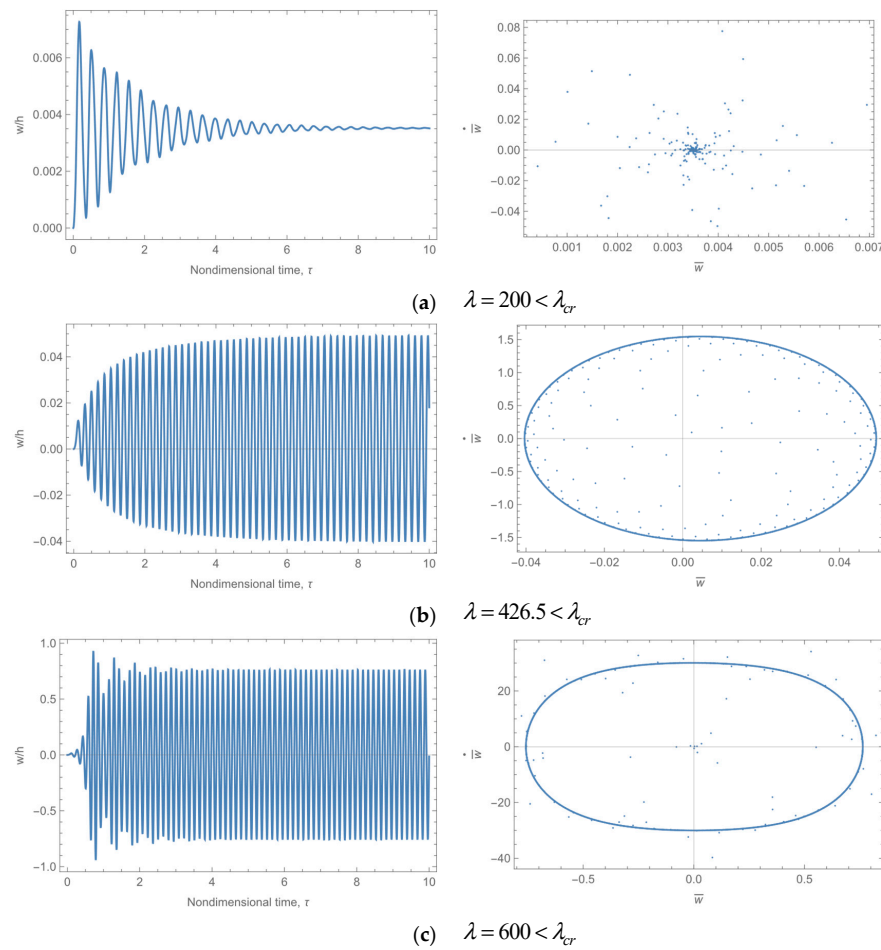 w/h
0.006
0.004
0.002
0.000
0 2 4 6 8 10
Nondimensional time, τ
ẇ̅
0.08
0.06
0.04
0.02
0.00
−0.02
−0.04
0.001 0.002 0.003 0.004 0.005 0.006 0.007
w̅
(a) λ = 200 < λcr
w/h
0.04
0.02
0.00
−0.02
−0.04
0 2 4 6 8 10
Nondimensional time, τ
ẇ̅
1.5
1.0
0.5
0.0
−0.5
−1.0
−1.5
−0.04 −0.02 0.00 0.02 0.04
w̅
(b) λ = 426.5 < λcr
w/h
1.0
0.5
0.0
−0.5
−1.0
0 2 4 6 8 10
Nondimensional time, τ
ẇ̅
20
0
−20
−40
−0.5 0.0 0.5
w̅
(c) λ = 600 < λcr